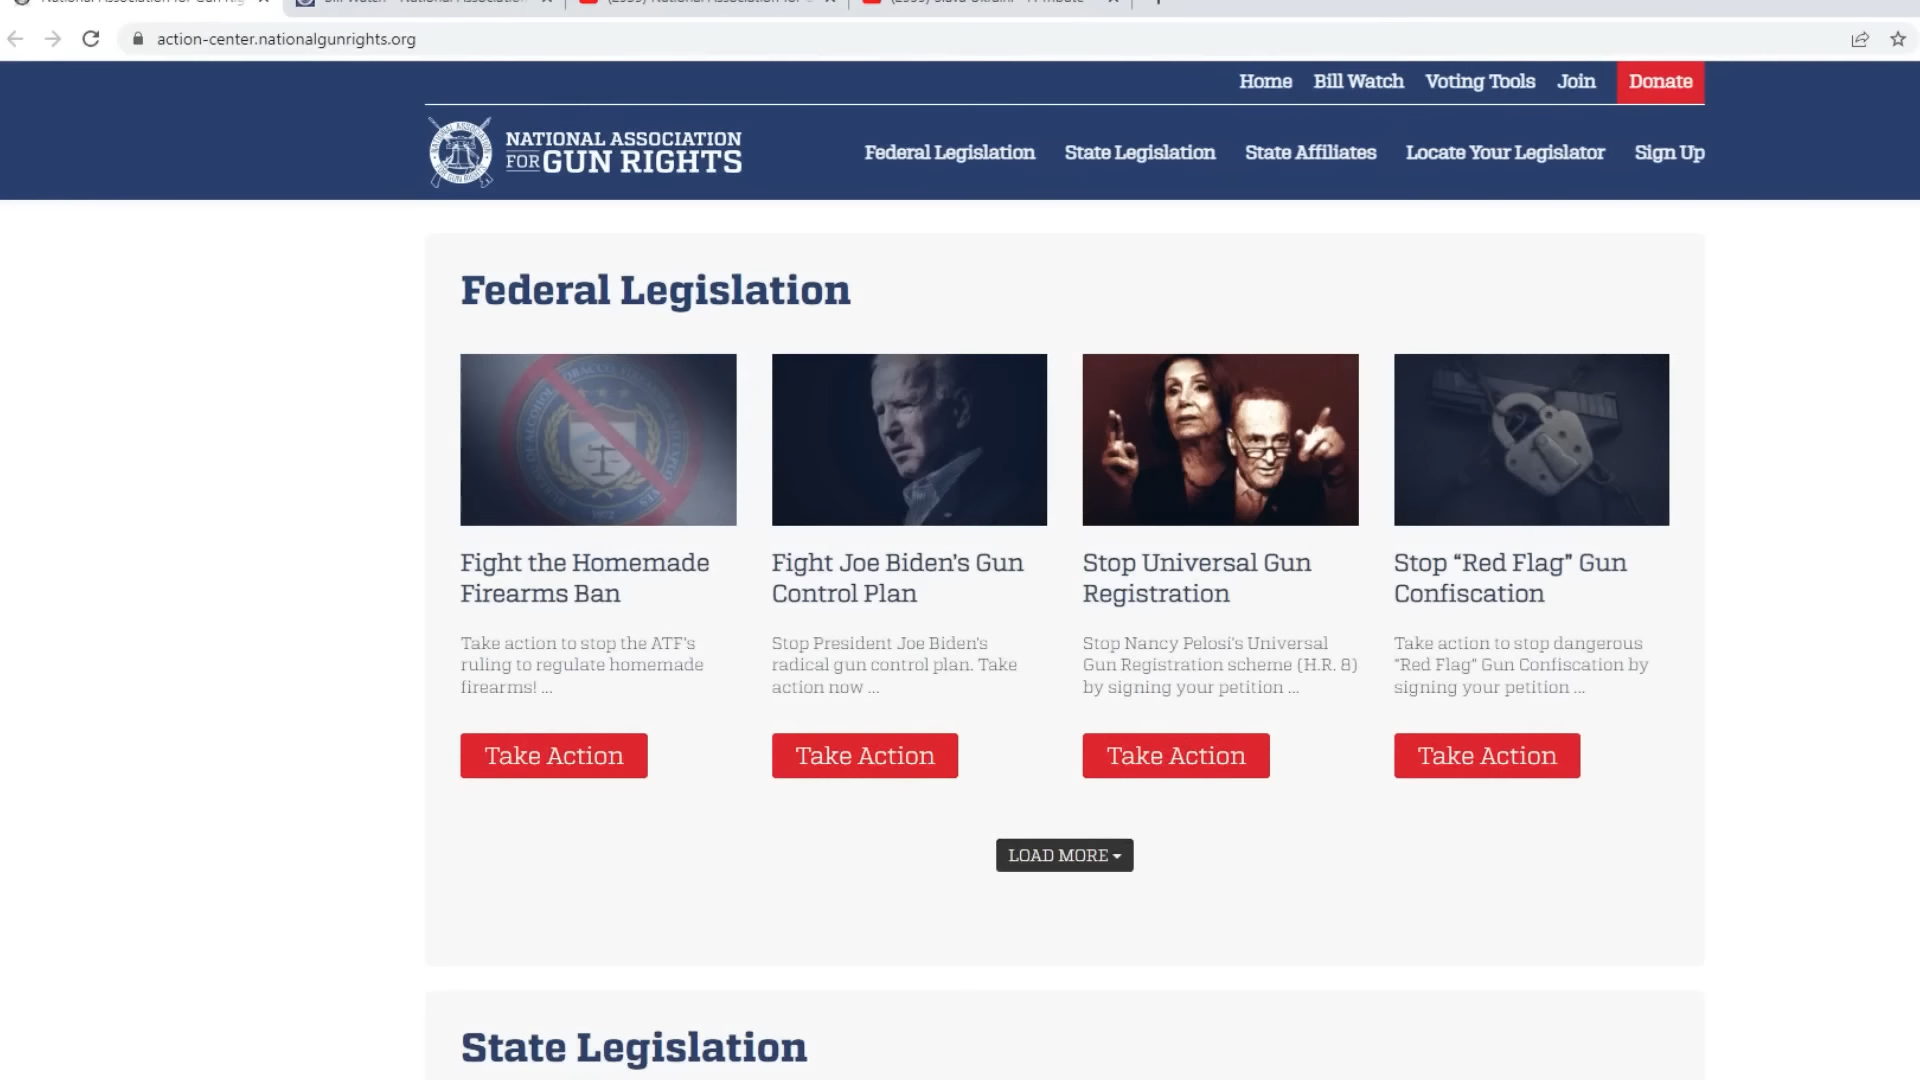 action-center.nationalgunrights.org
Home Bill Watch Voting Tools Join Donate
NATIONAL ASSOCIATION
FOR GUN RIGHTS
Federal Legislation State Legislation State Affiliates Locate Your Legislator Sign Up
Federal Legislation
Fight the Homemade
Firearms Ban
Take action to stop the ATF's
ruling to regulate homemade
firearms! ...
Take Action
Fight Joe Biden's Gun
Control Plan
Stop President Joe Biden's
radical gun control plan. Take
action now ...
Take Action
Stop Universal Gun
Registration
Stop Nancy Pelosi's Universal
Gun Registration scheme (H.R. 8)
by signing your petition ...
Take Action
Stop “Red Flag” Gun
Confiscation
Take action to stop dangerous
“Red Flag” Gun Confiscation by
signing your petition ...
Take Action
LOAD MORE
State Legislation